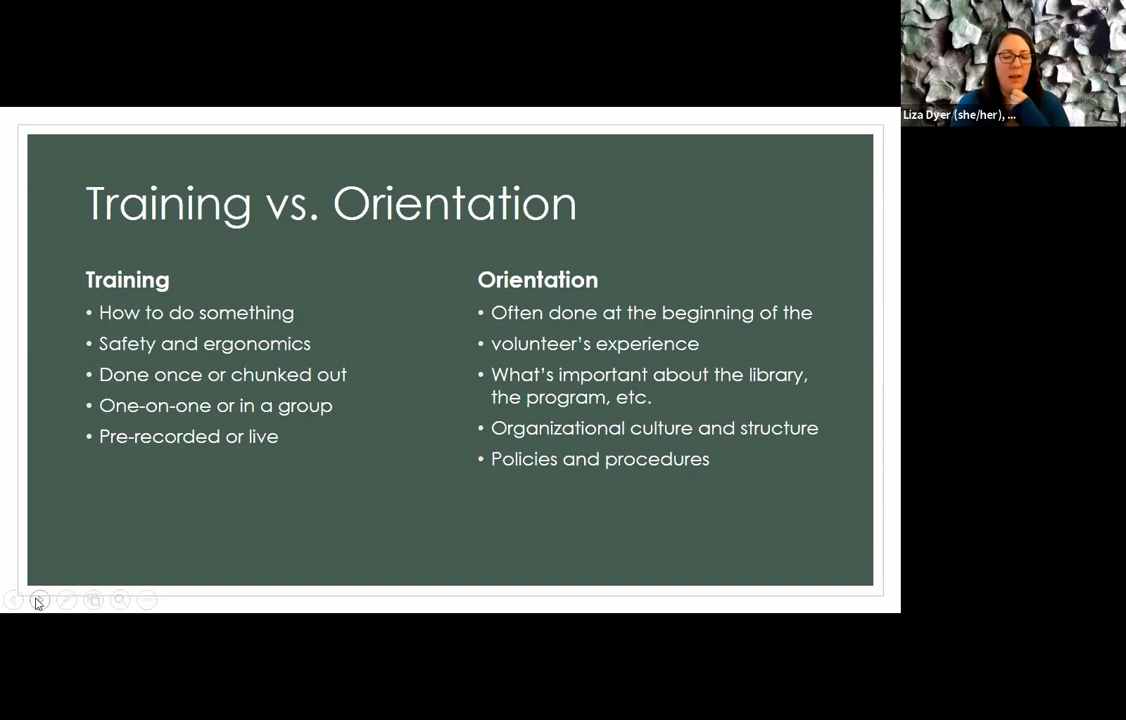 Liza Dyer (she/her), ...
Training vs. Orientation
Training
• How to do something
• Safety and ergonomics
• Done once or chunked out
• One-on-one or in a group
• Pre-recorded or live
Orientation
• Often done at the beginning of the
• volunteer's experience
• What's important about the library,
the program, etc.
• Organizational culture and structure
• Policies and procedures